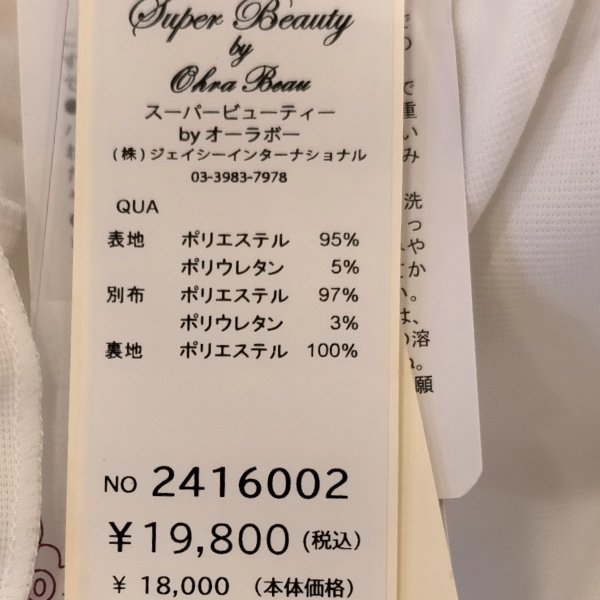 Super Beauty
by
Ohra Beau
スーパービューティー
by オーラボー
(株)ジェイシーインターナショナル
03-3983-7978
QUA
表地 ポリエステル 95%
ポリウレタン 5%
別布 ポリエステル 97%
ポリウレタン 3%
裏地 ポリエステル 100%
NO 2416002
¥19,800(税込)
¥ 18,000 (本体価格)